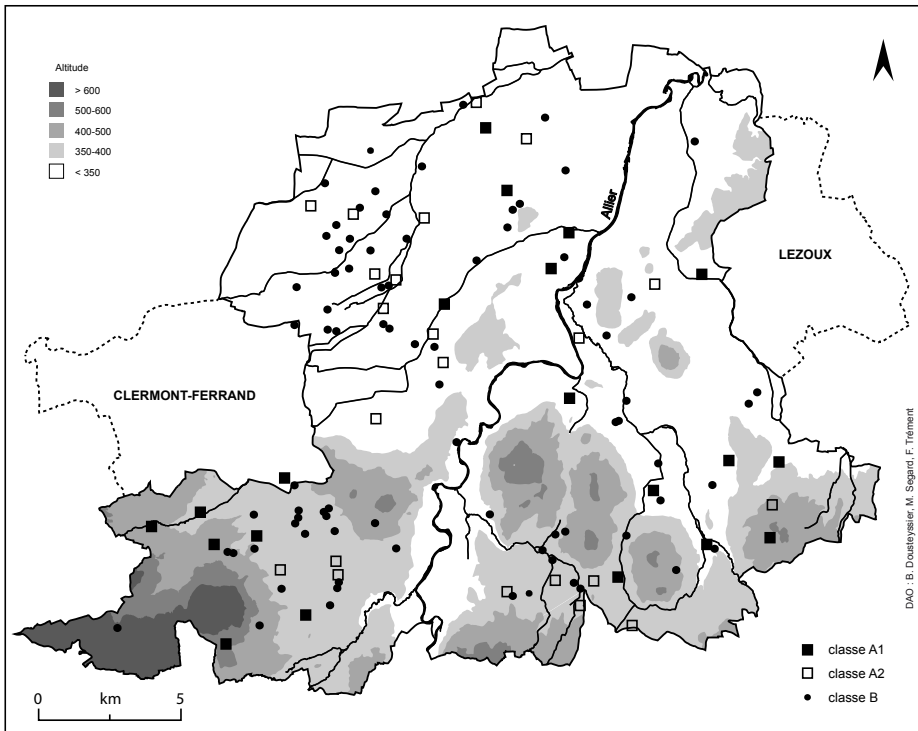 Altitude
> 600
500-600
400-500
350-400
< 350
Allier
LEZOUX
CLERMONT-FERRAND
DAO : B. Dousteyssier, M. Segard, F. Trément
classe A1
classe A2
classe B
0 km 5